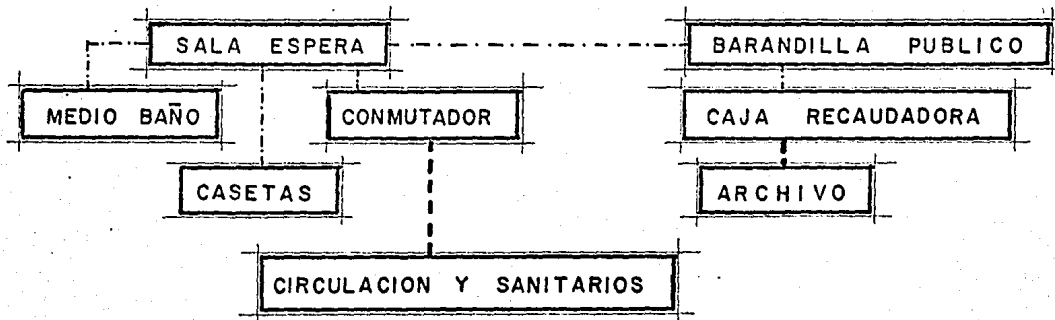 SALA ESPERA
BARANDILLA PUBLICO
MEDIO BAÑO
CONMUTADOR
CAJA RECAUDADORA
CASETAS
ARCHIVO
CIRCULACION Y SANITARIOS